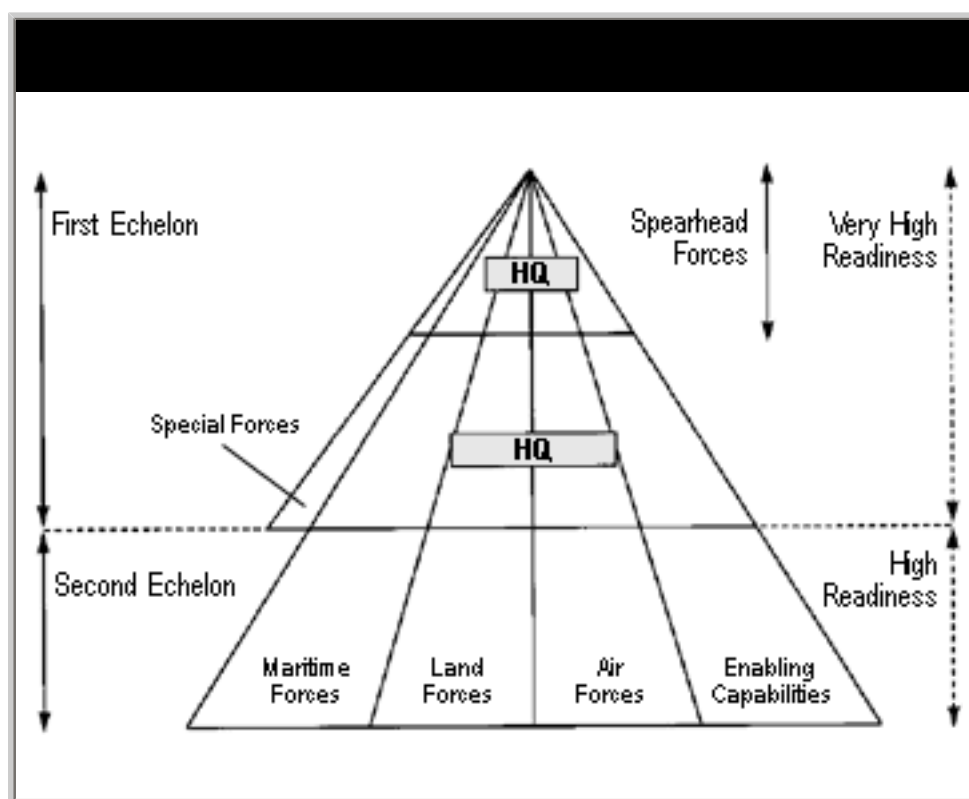 First Echelon
Spearhead
Forces
Very High
Readiness
HQ
Special Forces
HQ
Second Echelon
High
Readiness
Maritime
Forces
Land
Forces
Air
Forces
Enabling
Capabilities